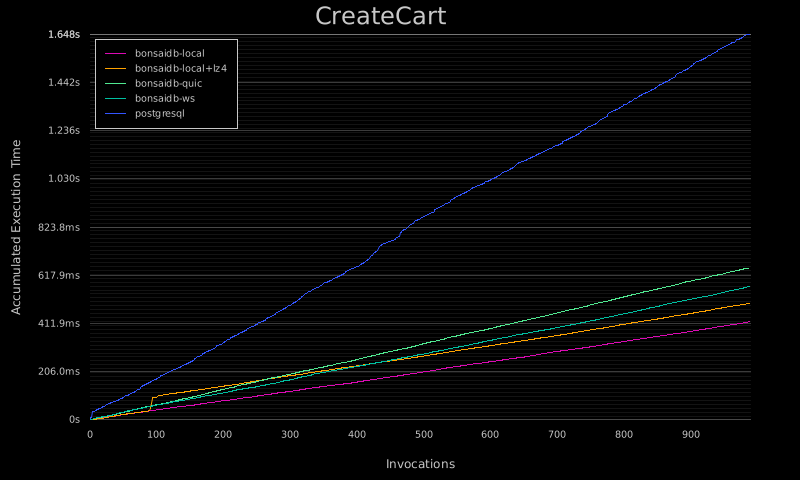 CreateCart
1.648s
1.442s
1.236s
1.030s
823.8ms
617.9ms
411.9ms
206.0ms
0s
bonsaidb-local
bonsaidb-local+lz4
bonsaidb-quic
bonsaidb-ws
postgresql
Accumulated Execution Time
0 100 200 300 400 500 600 700 800 900
Invocations